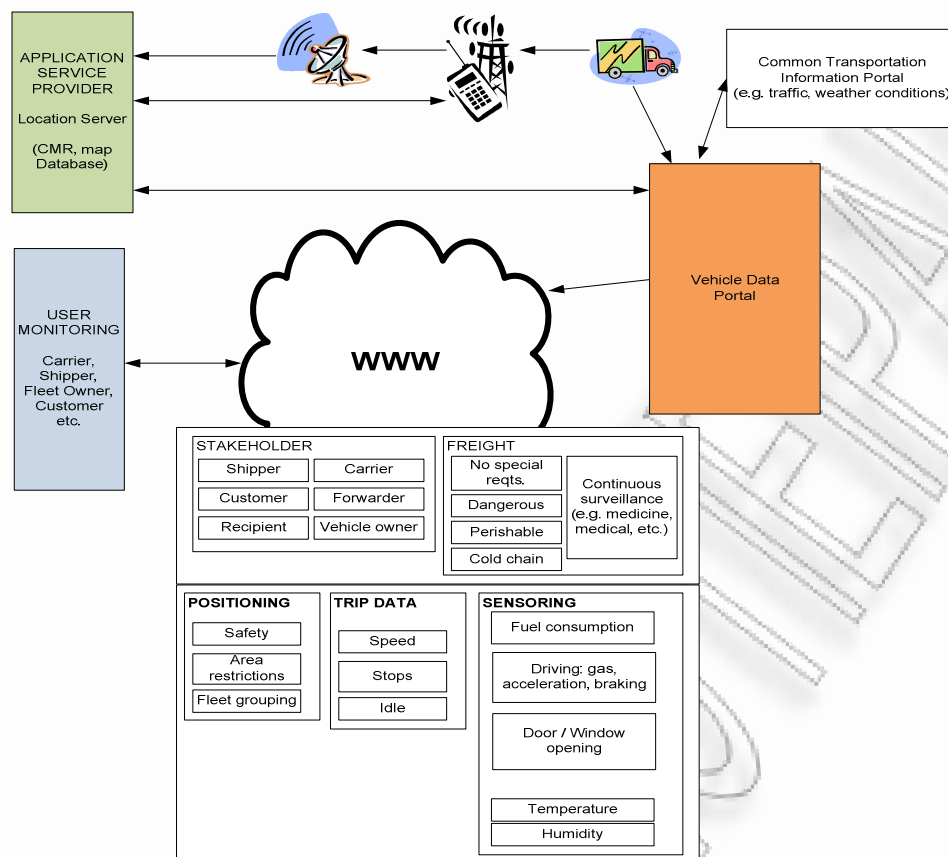 APPLICATION
SERVICE
PROVIDER
Location Server
(CMR, map
Database)
Common Transportation
Information Portal
(e.g. traffic, weather conditions)
Vehicle Data
Portal
USER
MONITORING
Carrier,
Shipper,
Fleet Owner,
Customer
etc.
www
STAKEHOLDER
Shipper
Carrier
Customer
Forwarder
Recipient
Vehicle owner
FREIGHT
No special
reqts.
Dangerous
Perishable
Cold chain
Continuous
surveillance
(e.g. medicine,
medical, etc.)
POSITIONING
Safety
Area
restrictions
Fleet grouping
TRIP DATA
Speed
Stops
Idle
SENSORING
Fuel consumption
Driving: gas,
acceleration, braking
Door / Window
opening
Temperature
Humidity